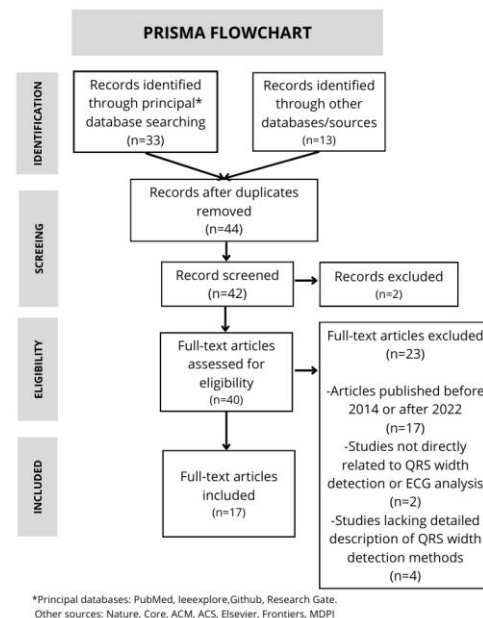 PRISMA FLOWCHART
IDENTIFICATION
Records identified
through principal*
database searching
(n=33)
Records identified
through other
databases/sources
(n=13)
SCREEING
Records after duplicates
removed
(n=44)
Record screened
(n=42)
Records excluded
(n=2)
ELIGIBILITY
Full-text articles
assessed for
eligibility
(n=40)
Full-text articles excluded
(n=23)
-Articles published before
2014 or after 2022
(n=17)
-Studies not directly
related to QRS width
detection or ECG analysis
(n=2)
-Studies lacking detailed
description of QRS width
detection methods
(n=4)
INCLUDED
Full-text articles
included
(n=17)
*Principal databases: PubMed, Ieeexplore,Github, Research Gate.
Other sources: Nature, Core, ACM, ACS, Elsevier, Frontiers, MDPI